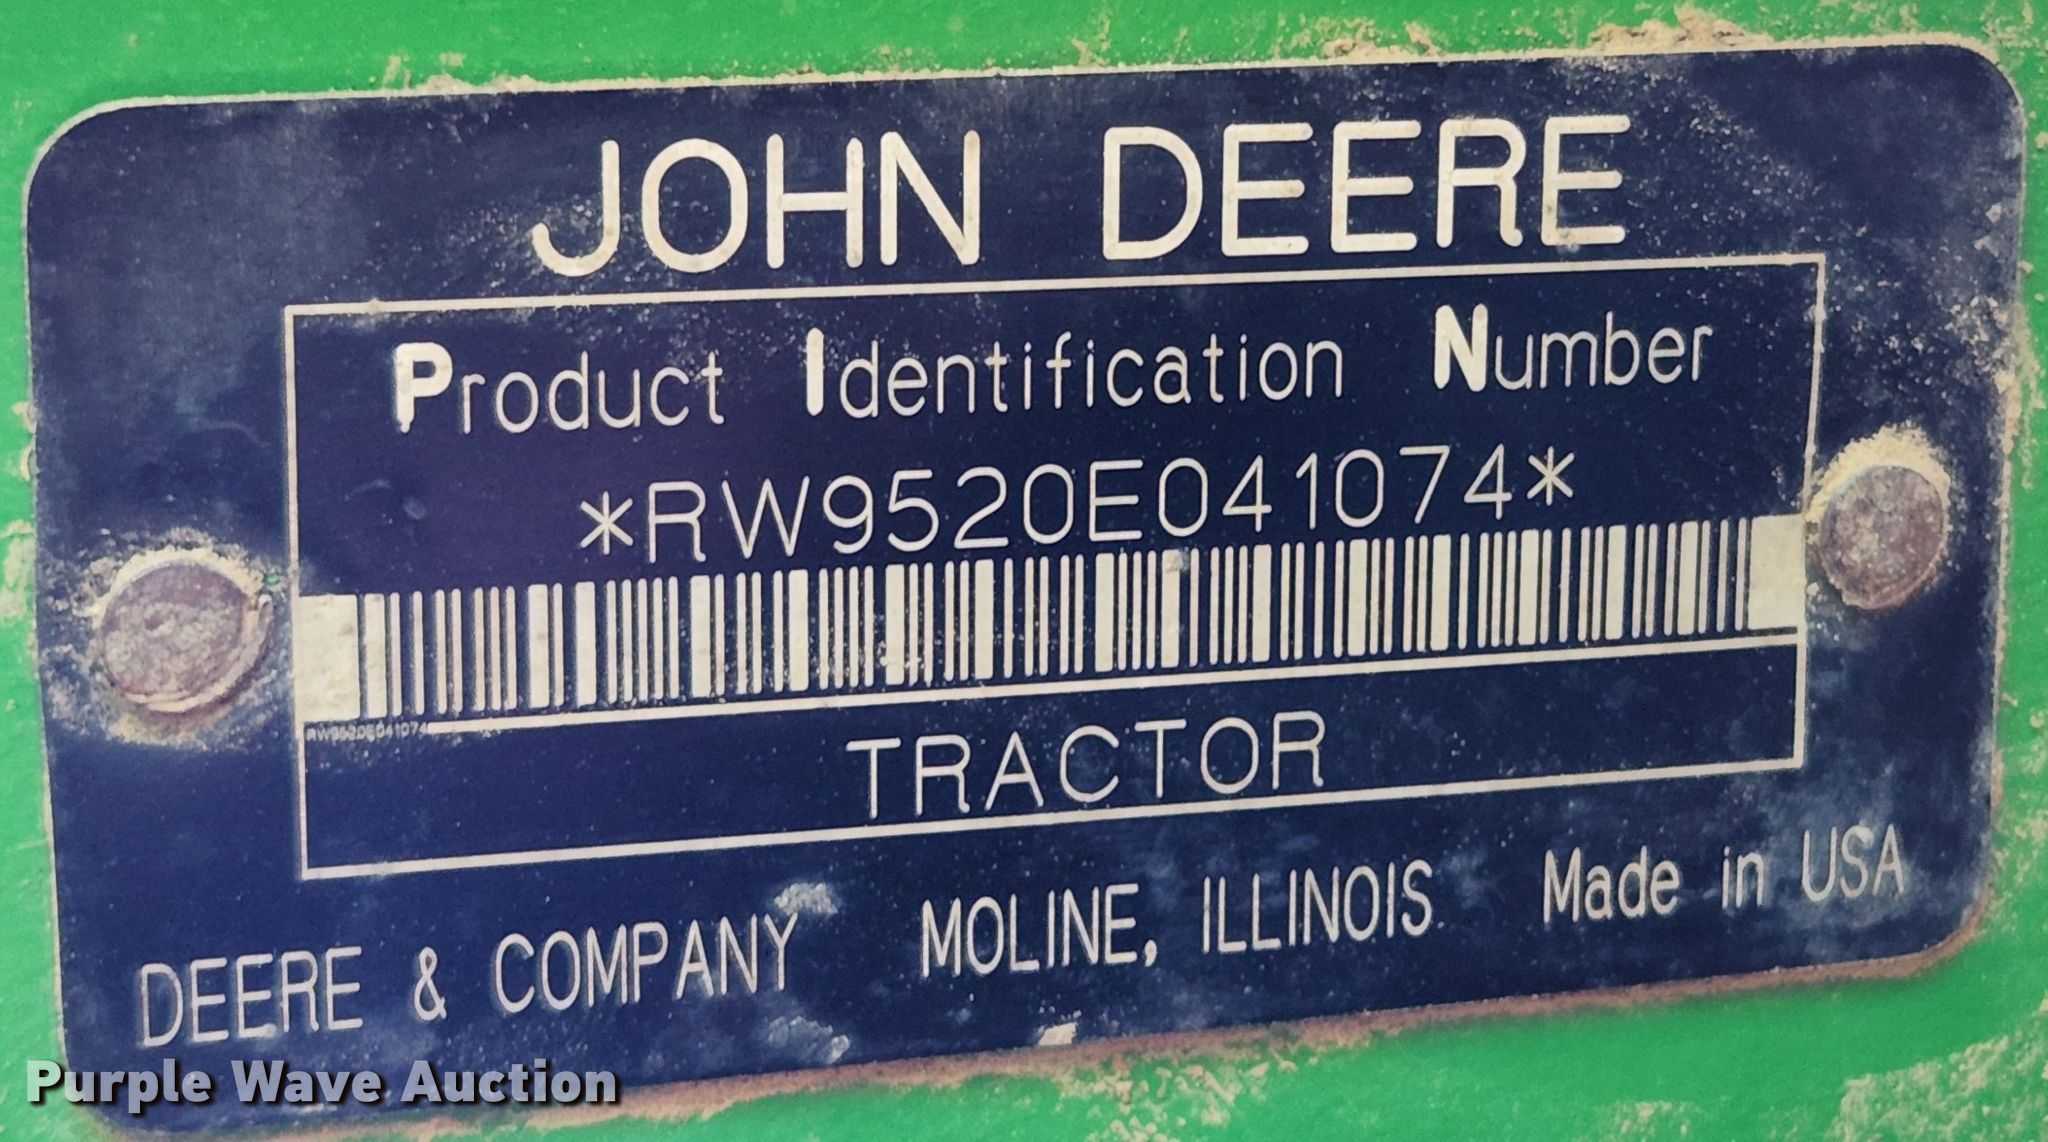 JOHN DEERE
Product Identification Number
*RW9520E041074*
RW9520E041074
TRACTOR
DEERE & COMPANY MOLINE, ILLINOIS Made in USA
Purple Wave Auction